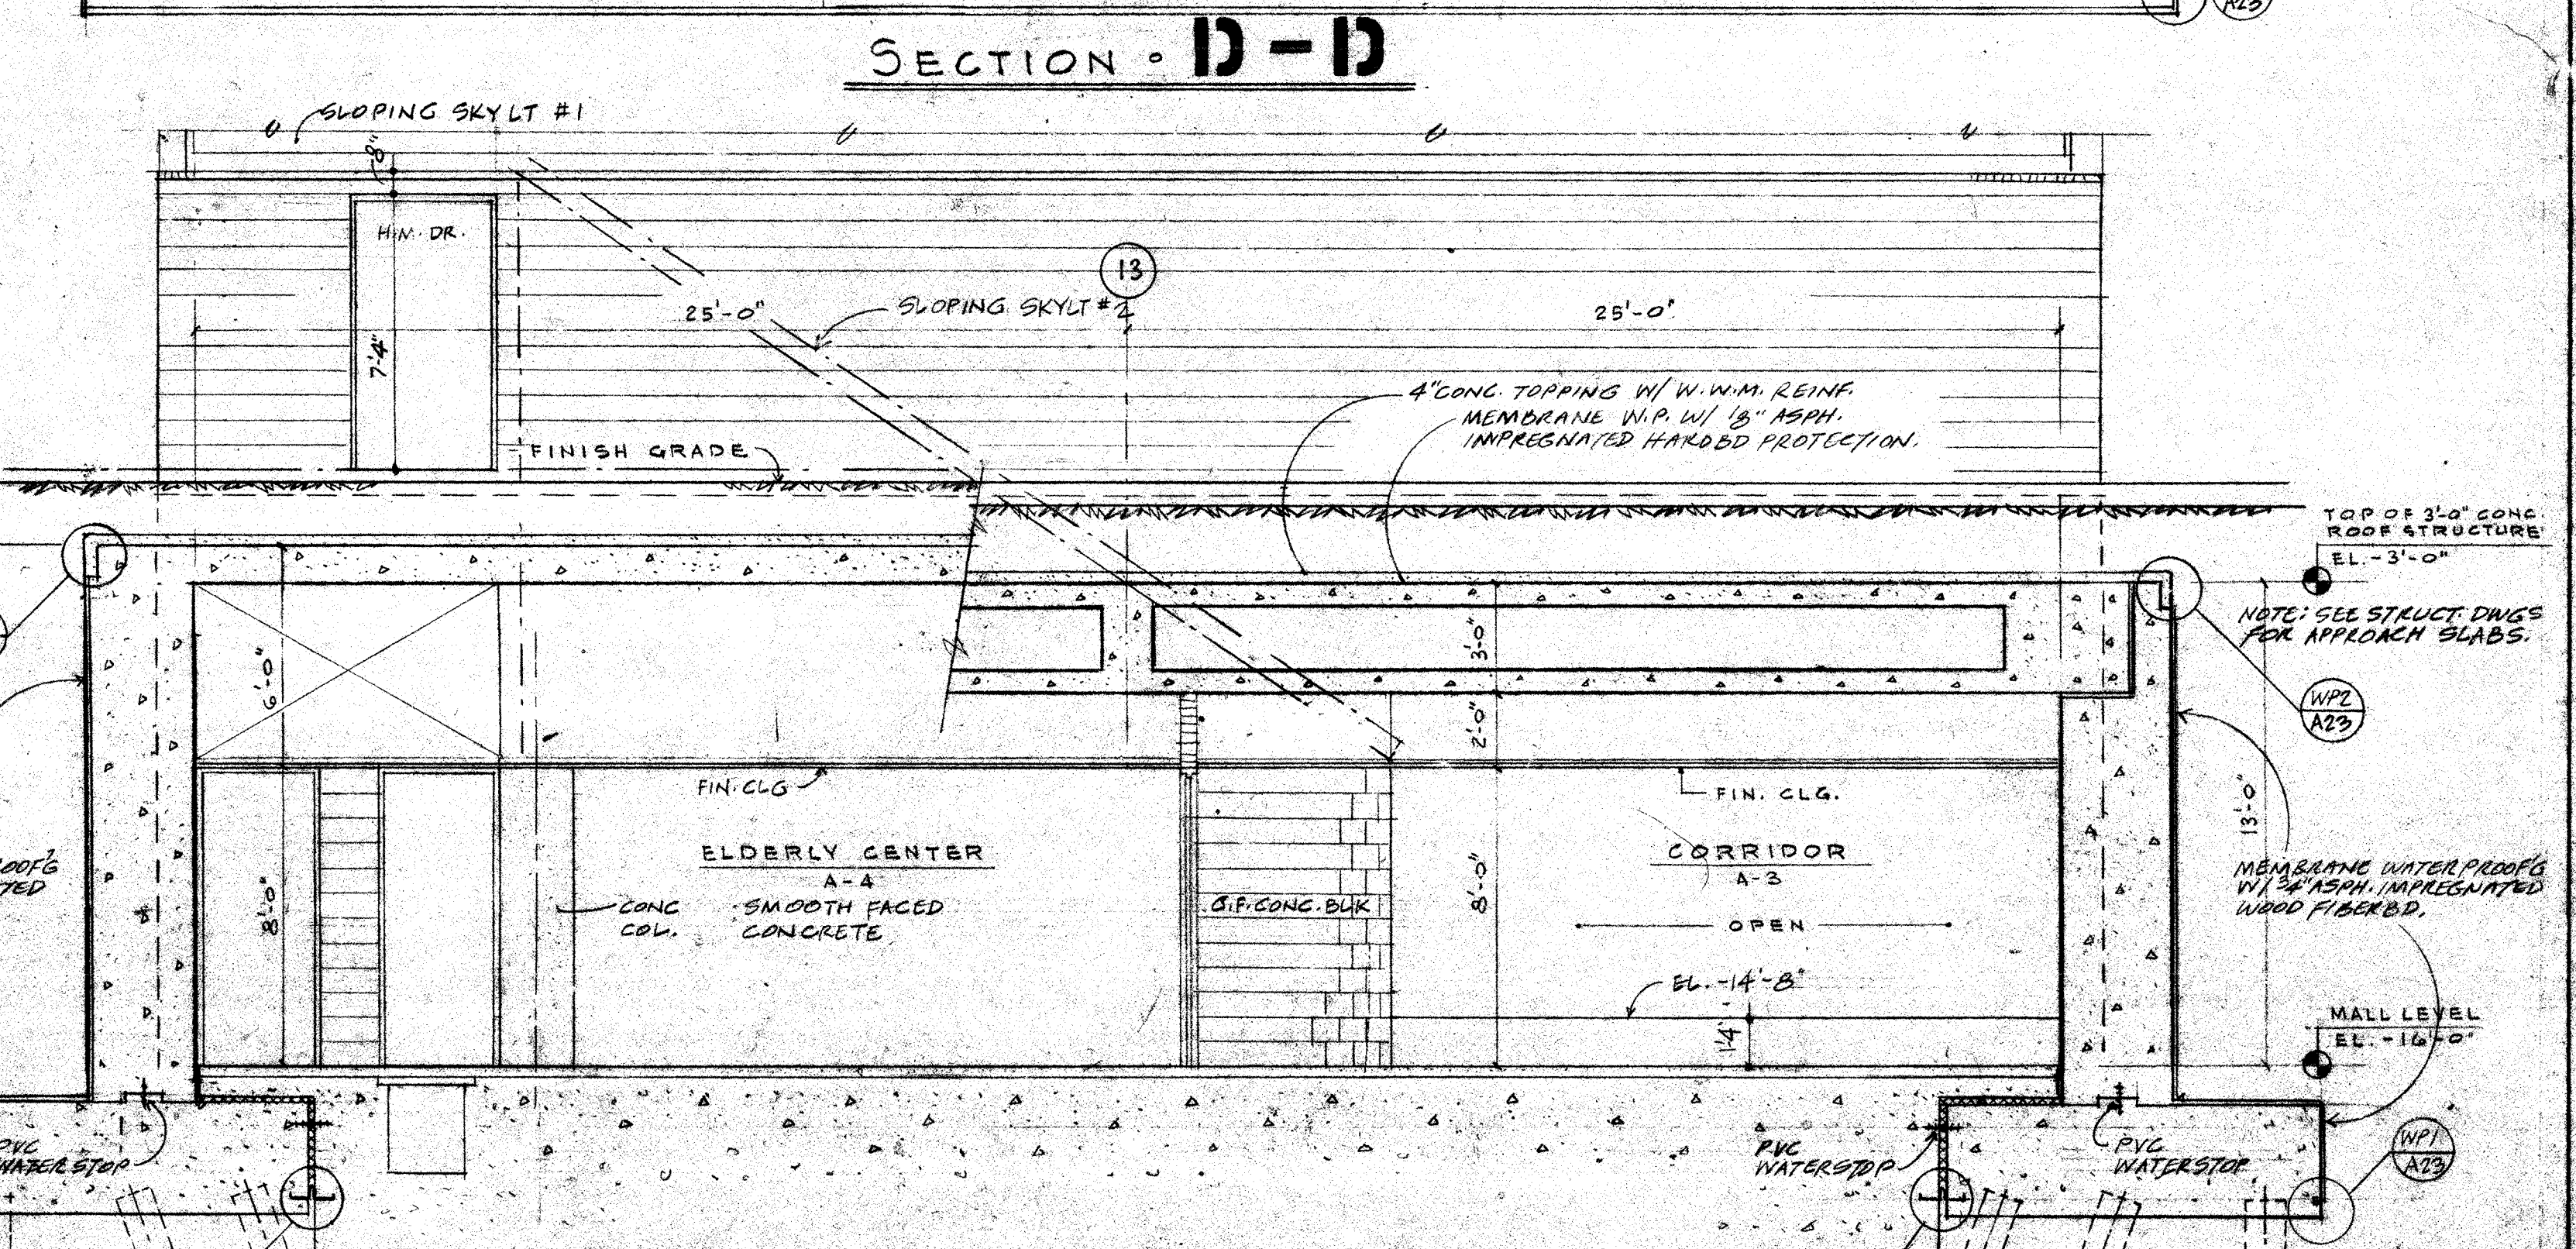 A23
SECTION · D-D
SLOPING SKYLT #1
8"
H.M. DR.
7'-4"
13
25'-0"
SLOPING SKYLT #2
25'-0"
4" CONC. TOPPING W/ W.W.M. REINF.
MEMBRANE W.P. W/ 1/8" ASPH.
IMPREGNATED HARDBD PROTECTION.
FINISH GRADE
TOP OF 3'-0" CONC.
ROOF STRUCTURE
EL. -3'-0"
NOTE: SEE STRUCT. DWGS
FOR APPROACH SLABS.
6'-0"
3'-0"
2'-0"
WP2
A23
FIN. CLG
FIN. CLG.
13'-0"
ELDERLY CENTER
A-4
CONC
COL.
SMOOTH FACED
CONCRETE
8'-0"
G.F. CONC. BLK
8'-0"
CORRIDOR
A-3
OPEN
EL. -14'-8"
1'4"
OOF'G
TED
MEMBRANE WATERPROOF'G
W/ 3/4" ASPH. IMPREGNATED
WOOD FIBERBD.
MALL LEVEL
EL. -16'-0"
PVC
WATERSTOP
PVC
WATERSTOP
PVC
WATERSTOP
WP1
A23